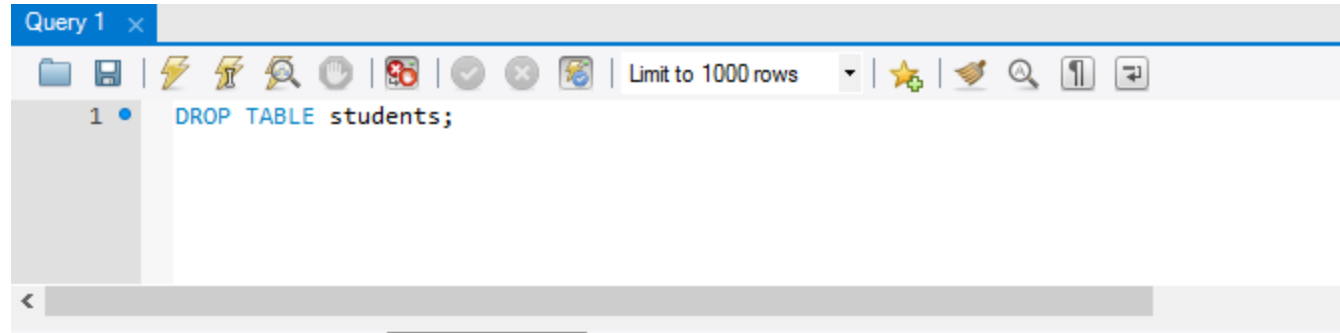 Query 1
Limit to 1000 rows
1 DROP TABLE students;